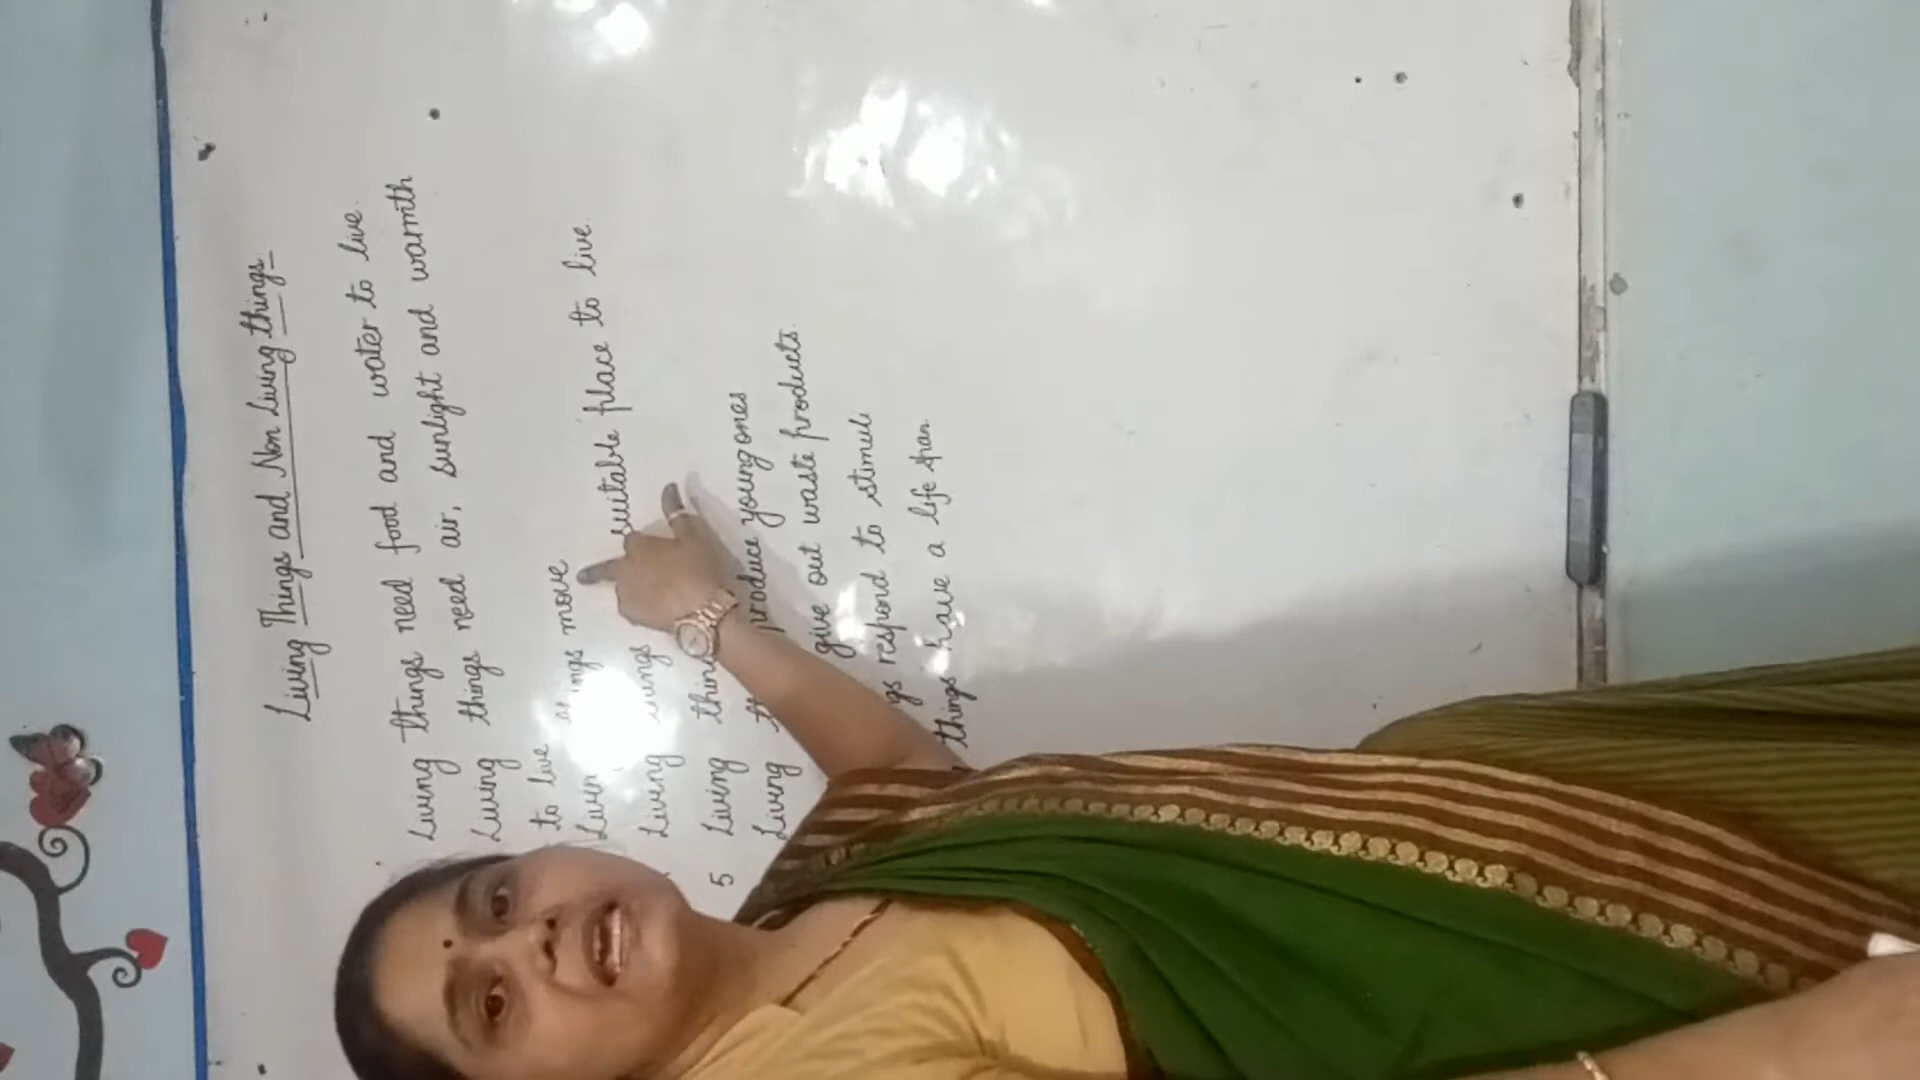 Living Things and Non Living things
Living things need food and water to live.
Living things need air, sunlight and warmth
to live
things move
Living suitable place to live
5 Living produce young ones
Living give out waste products.
respond to stimuli
things have a life span